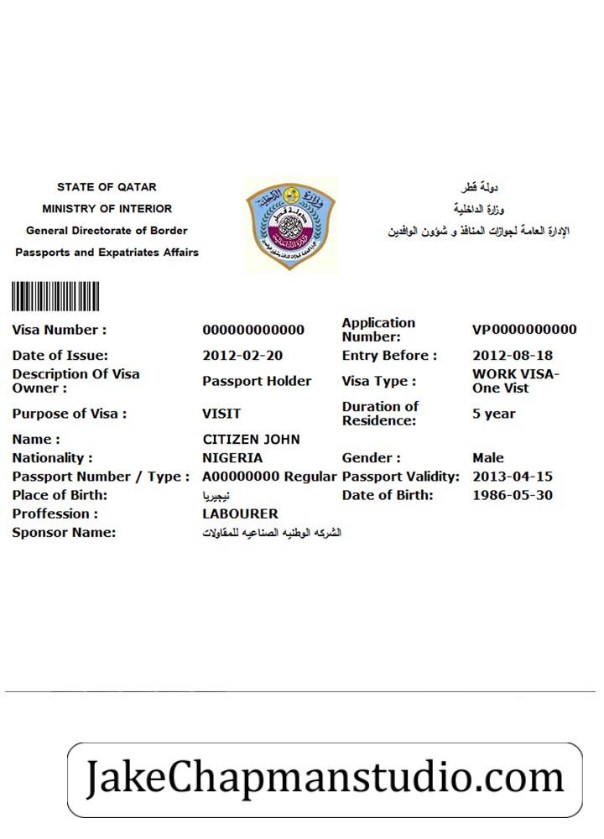 STATE OF QATAR
MINISTRY OF INTERIOR
General Directorate of Border
Passports and Expatriates Affairs
دولة قطر
وزارة الداخلية
الإدارة العامة لجوازات المنافذ و شؤون الوافدين
Visa Number : 000000000000 Application Number: VP0000000000
Date of Issue: 2012-02-20 Entry Before : 2012-08-18
Description Of Visa Owner : Passport Holder Visa Type : WORK VISA-One Vist
Purpose of Visa : VISIT Duration of Residence: 5 year
Name : CITIZEN JOHN
Nationality : NIGERIA Gender : Male
Passport Number / Type : A00000000 Regular Passport Validity: 2013-04-15
Place of Birth: نيجيريا Date of Birth: 1986-05-30
Proffession : LABOURER
Sponsor Name: الشركه الوطنيه الصناعيه للمقاولات
JakeChapmanstudio.com